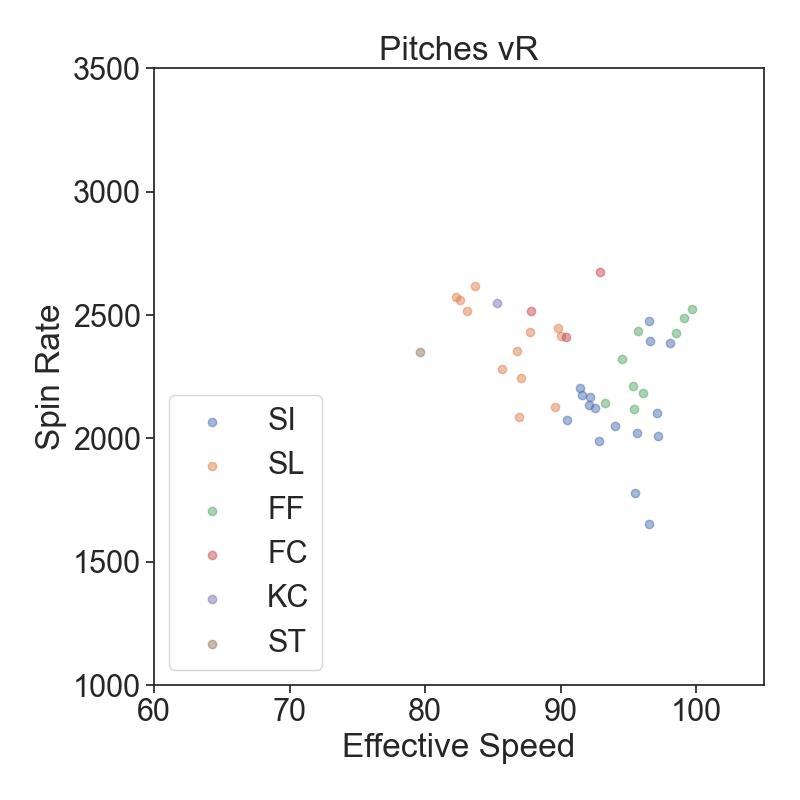 Pitches vR
3500
3000
2500
2000
1500
1000
Spin Rate
SI
SL
FF
FC
KC
ST
60 70 80 90 100
Effective Speed